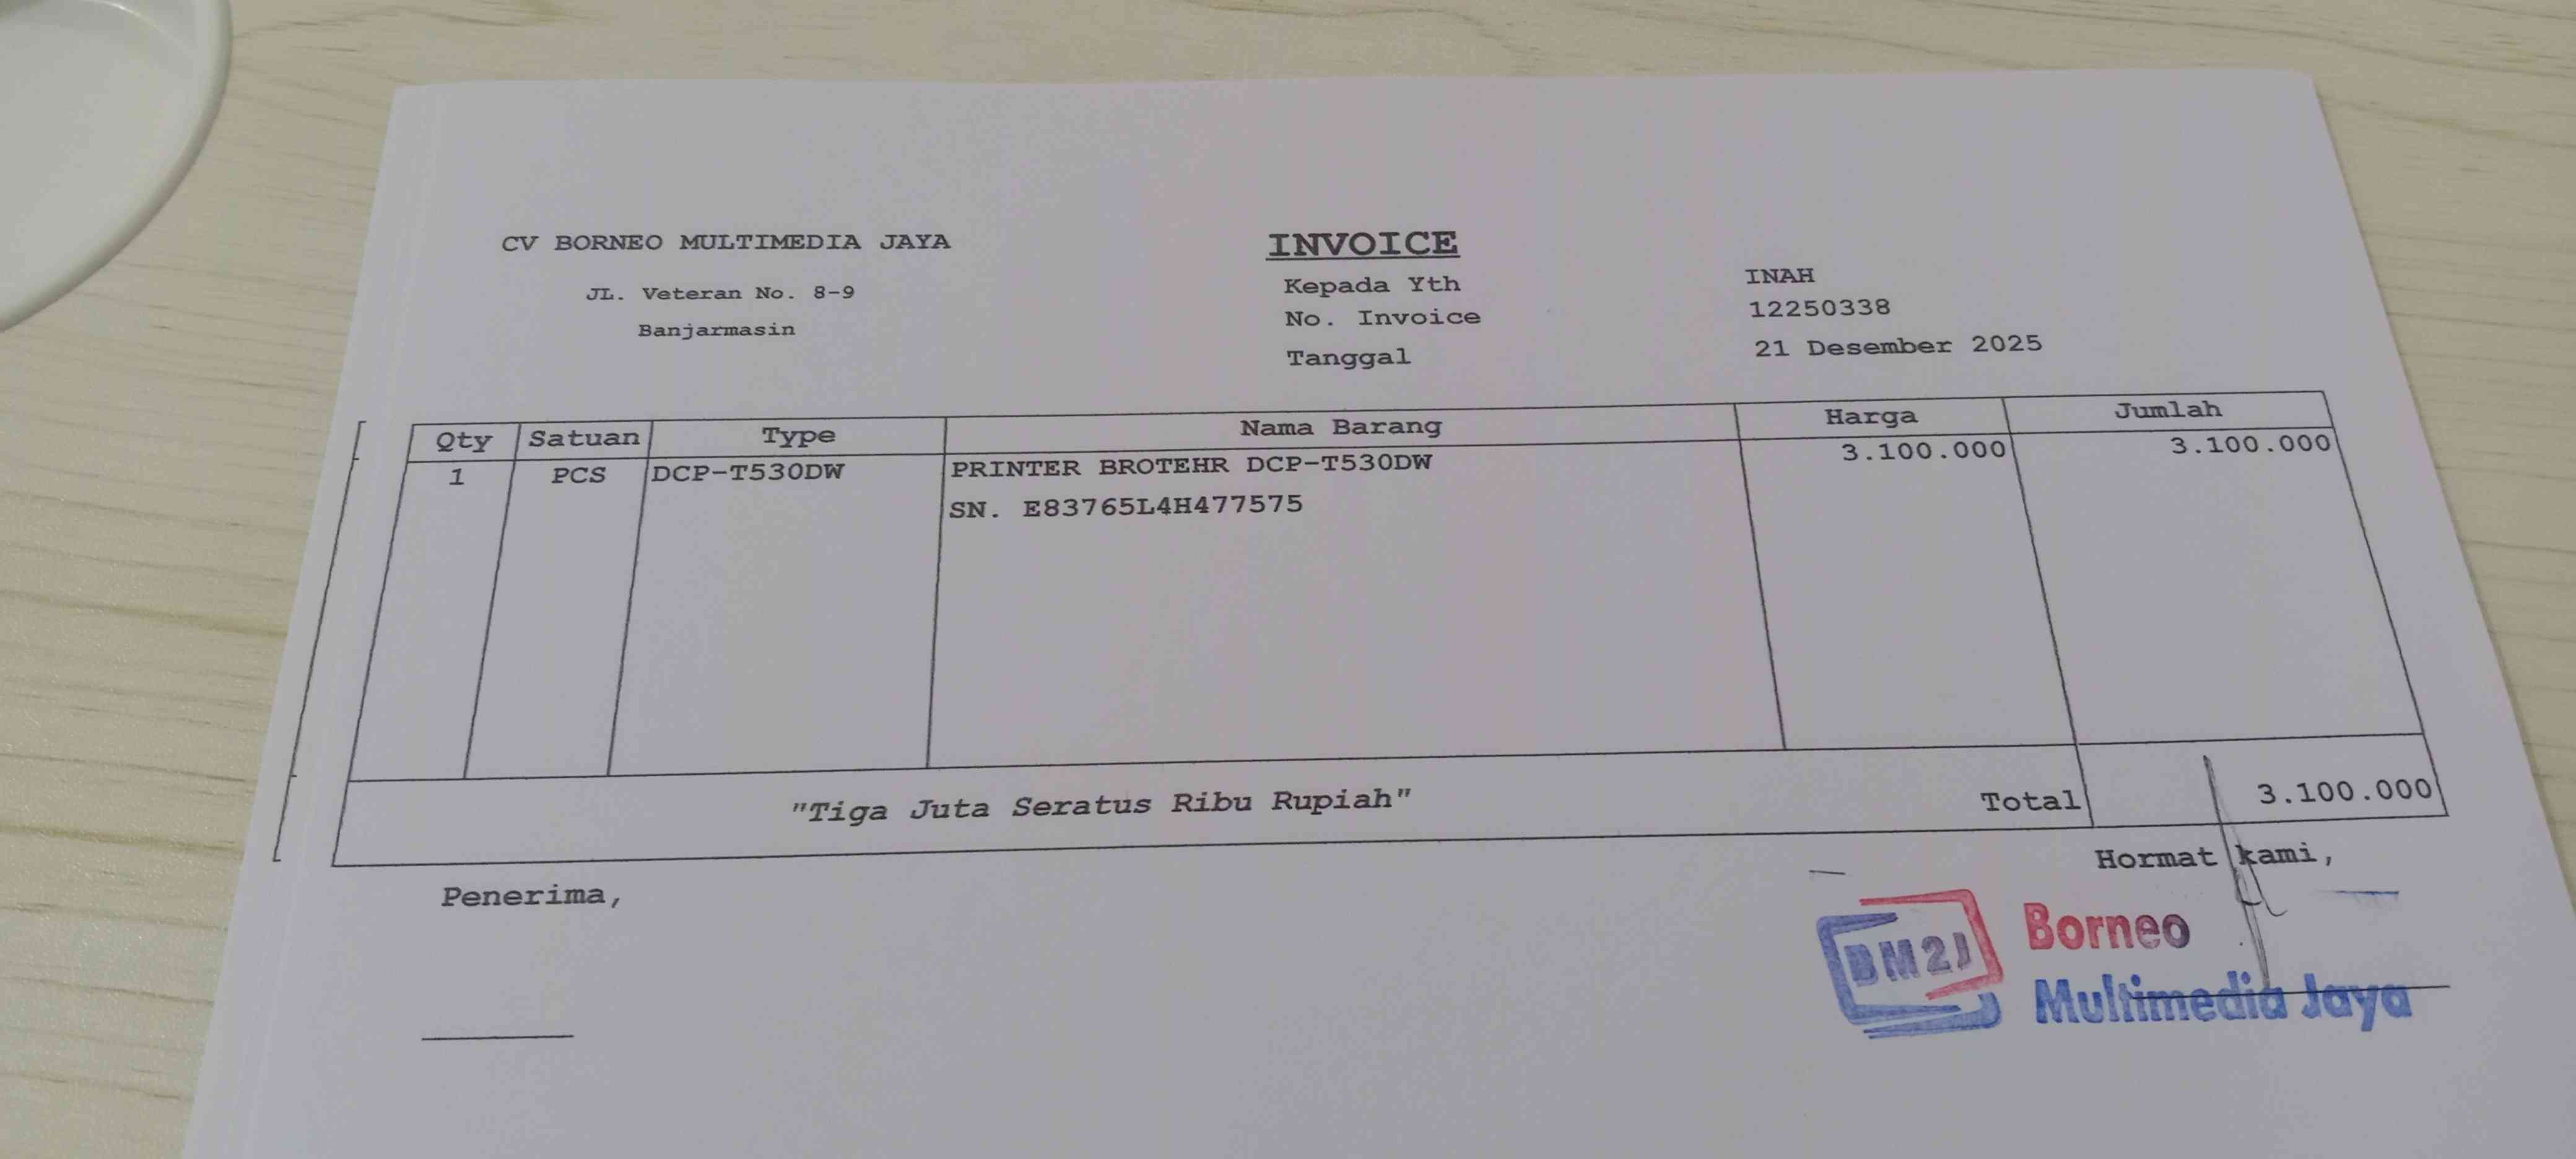 CV BORNEO MULTIMEDIA JAYA
JL. Veteran No. 8-9
Banjarmasin
INVOICE
Kepada Yth INAH
No. Invoice 12250338
Tanggal 21 Desember 2025
Qty Satuan Type Nama Barang Harga Jumlah
1 PCS DCP-T530DW PRINTER BROTEHR DCP-T530DW 3.100.000 3.100.000
SN. E83765L4H477575
"Tiga Juta Seratus Ribu Rupiah" Total 3.100.000
Penerima, Hormat kami,
BM2J Borneo
Multimedia Jaya